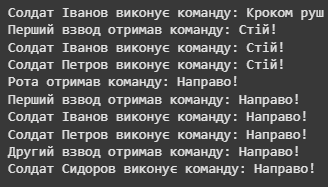 Солдат Іванов виконує команду: Кроком руш
Перший взвод отримав команду: Стій!
Солдат Іванов виконує команду: Стій!
Солдат Петров виконує команду: Стій!
Рота отримав команду: Направо!
Перший взвод отримав команду: Направо!
Солдат Іванов виконує команду: Направо!
Солдат Петров виконує команду: Направо!
Другий взвод отримав команду: Направо!
Солдат Сидоров виконує команду: Направо!